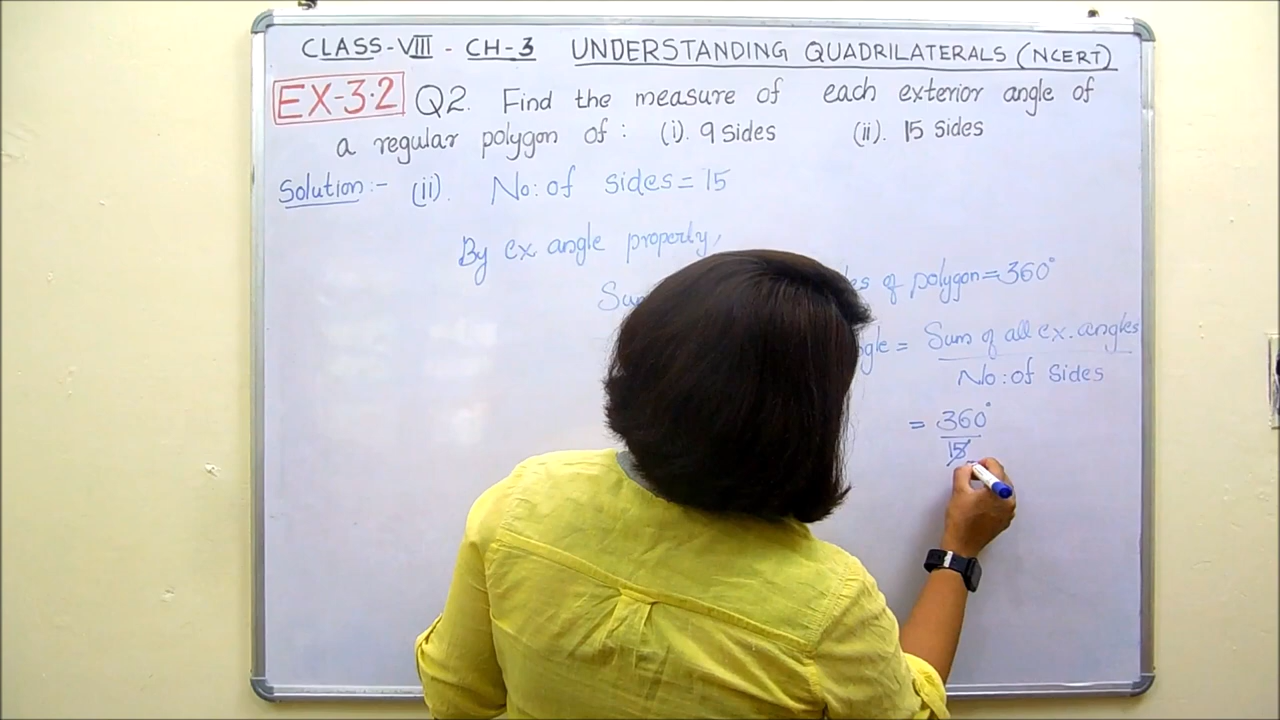 CLASS-VIII - CH-3 UNDERSTANDING QUADRILATERALS (NCERT)
EX-3.2 Q2. Find the measure of each exterior angle of
a regular polygon of : (i). 9 sides (ii). 15 sides
Solution:- (ii). No: of sides = 15
By ex angle property,
of polygon = 360°
= Sum of all ex. angles
No: of sides
= 360°
15